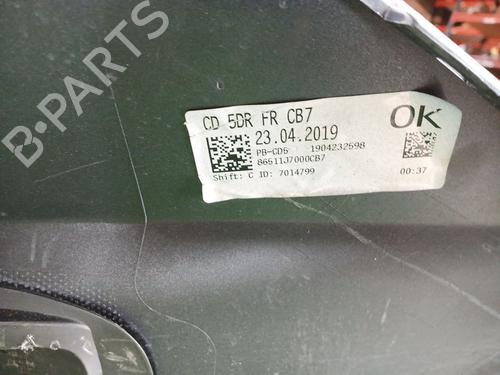 CD 5DR FR CB7
OK
23.04.2019
PB-CD5 1904232698
86511J7000CB7
Shift: C ID: 7014799
00:37
B-PARTS